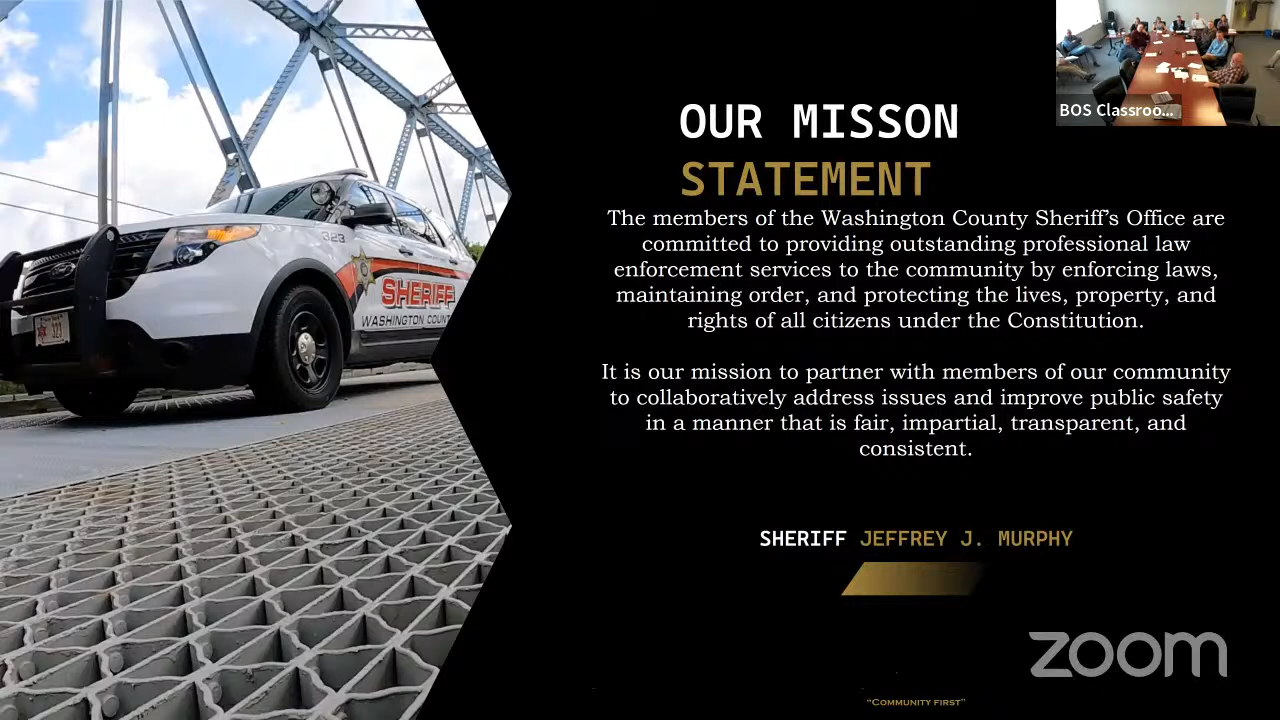 BOS Classroo...
OUR MISSON
STATEMENT
The members of the Washington County Sheriff’s Office are
committed to providing outstanding professional law
enforcement services to the community by enforcing laws,
maintaining order, and protecting the lives, property, and
rights of all citizens under the Constitution.
It is our mission to partner with members of our community
to collaboratively address issues and improve public safety
in a manner that is fair, impartial, transparent, and
consistent.
SHERIFF JEFFREY J. MURPHY
323
SHERIFF
WASHINGTON COUNT
323
zoom
“COMMUNITY FIRST”